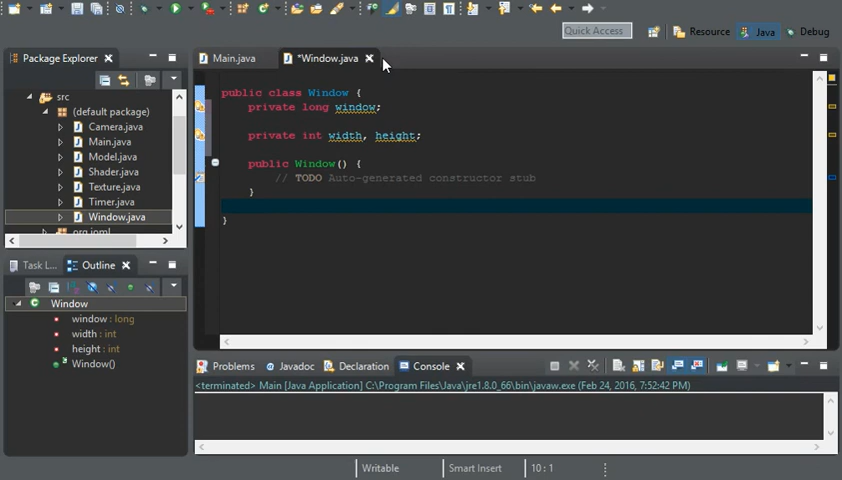 Quick Access
Resource
Java
Debug
Package Explorer
Main.java
*Window.java
src
(default package)
Camera.java
Main.java
Model.java
Shader.java
Texture.java
Timer.java
Window.java
public class Window {
private long window;
private int width, height;
public Window() {
// TODO Auto-generated constructor stub
}
}
Task L...
Outline
Window
window : long
width : int
height : int
Window()
Problems
Javadoc
Declaration
Console
<terminated> Main [Java Application] C:\Program Files\Java\jre1.8.0_66\bin\javaw.exe (Feb 24, 2016, 7:52:42 PM)
Writable
Smart Insert
10 : 1